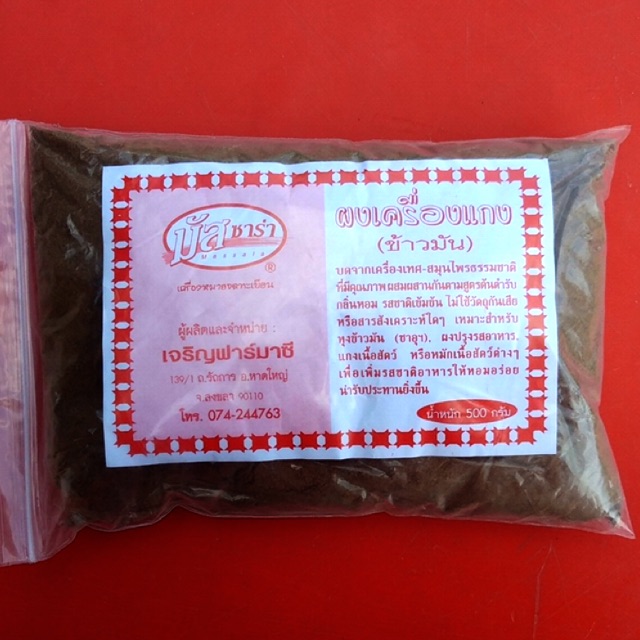 มัสซาร่า
massala
®
เครื่องหมายจดทะเบียน
ผู้ผลิตและจำหน่าย :
เจริญฟาร์มาซี
139/1 ถ.รัถการ อ.หาดใหญ่
จ.สงขลา 90110
โทร. 074-244763
ผงเครื่องแกง
(ข้าวมัน)
บดจากเครื่องเทศ-สมุนไพรธรรมชาติ
ที่มีคุณภาพ ผสมผสานกันตามสูตรต้นตำรับ
กลิ่นหอม รสชาติเข้มข้น ไม่ใช้วัตถุกันเสีย
หรือสารสังเคราะห์ใดๆ เหมาะสำหรับ
หุงข้าวมัน (ซาอุฯ), ผงปรุงรสอาหาร,
แกงเนื้อสัตว์ หรือหมักเนื้อสัตว์ต่างๆ
เพื่อเพิ่มรสชาติอาหารให้หอมอร่อย
น่ารับประทานยิ่งขึ้น
น้ำหนัก 500 กรัม